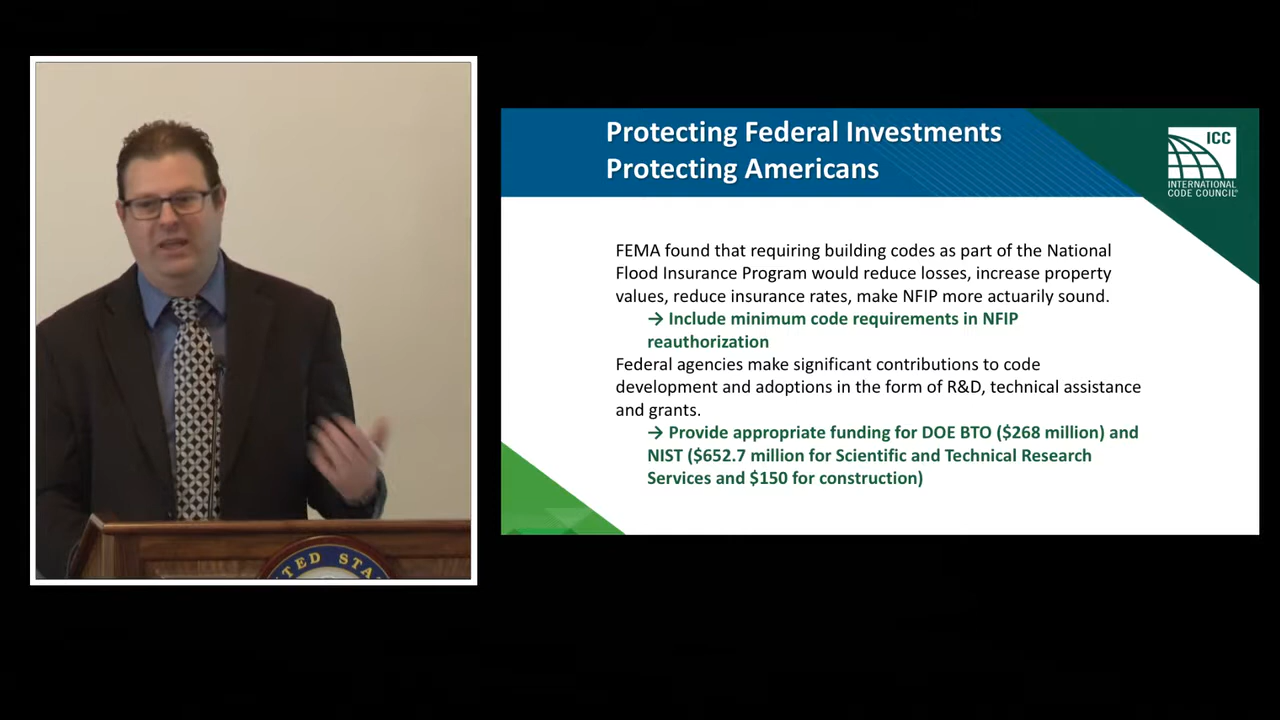 Protecting Federal Investments
Protecting Americans
ICC
INTERNATIONAL
CODE COUNCIL®
FEMA found that requiring building codes as part of the National
Flood Insurance Program would reduce losses, increase property
values, reduce insurance rates, make NFIP more actuarily sound.
→ Include minimum code requirements in NFIP
reauthorization
Federal agencies make significant contributions to code
development and adoptions in the form of R&D, technical assistance
and grants.
→ Provide appropriate funding for DOE BTO ($268 million) and
NIST ($652.7 million for Scientific and Technical Research
Services and $150 for construction)
TED STA